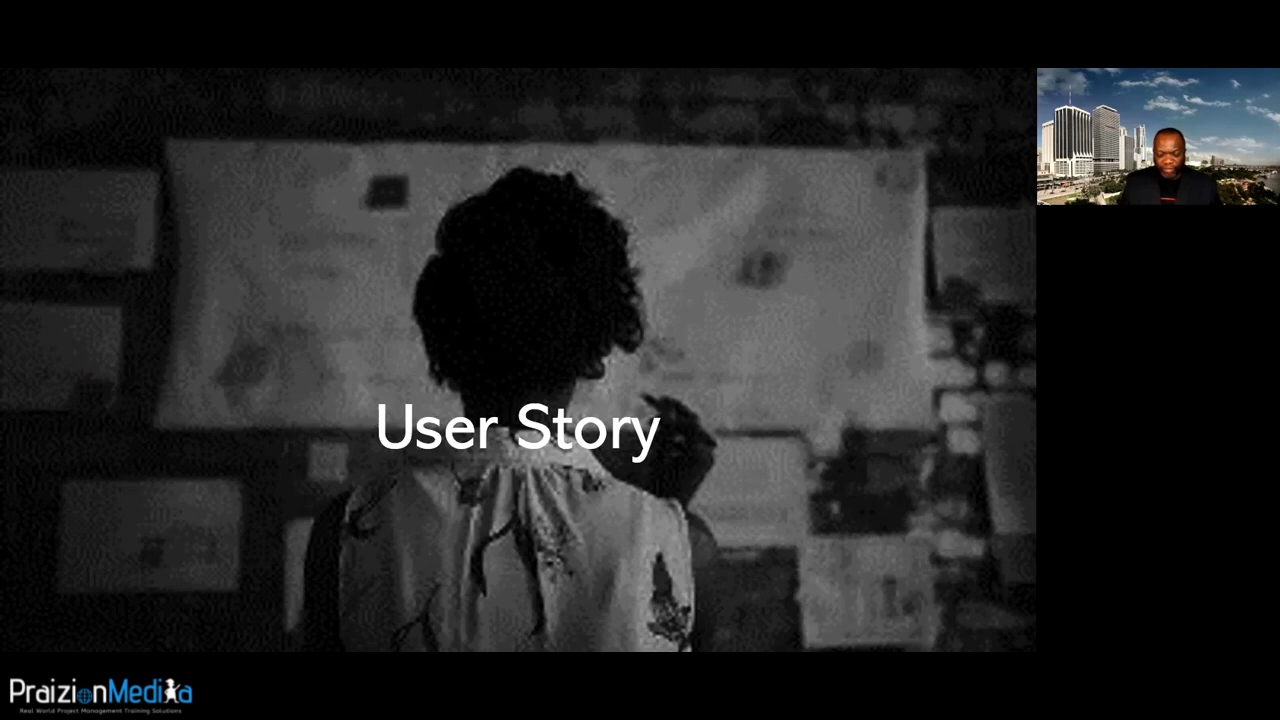 User Story
PraizionMedia
Real World Project Management Training Solutions